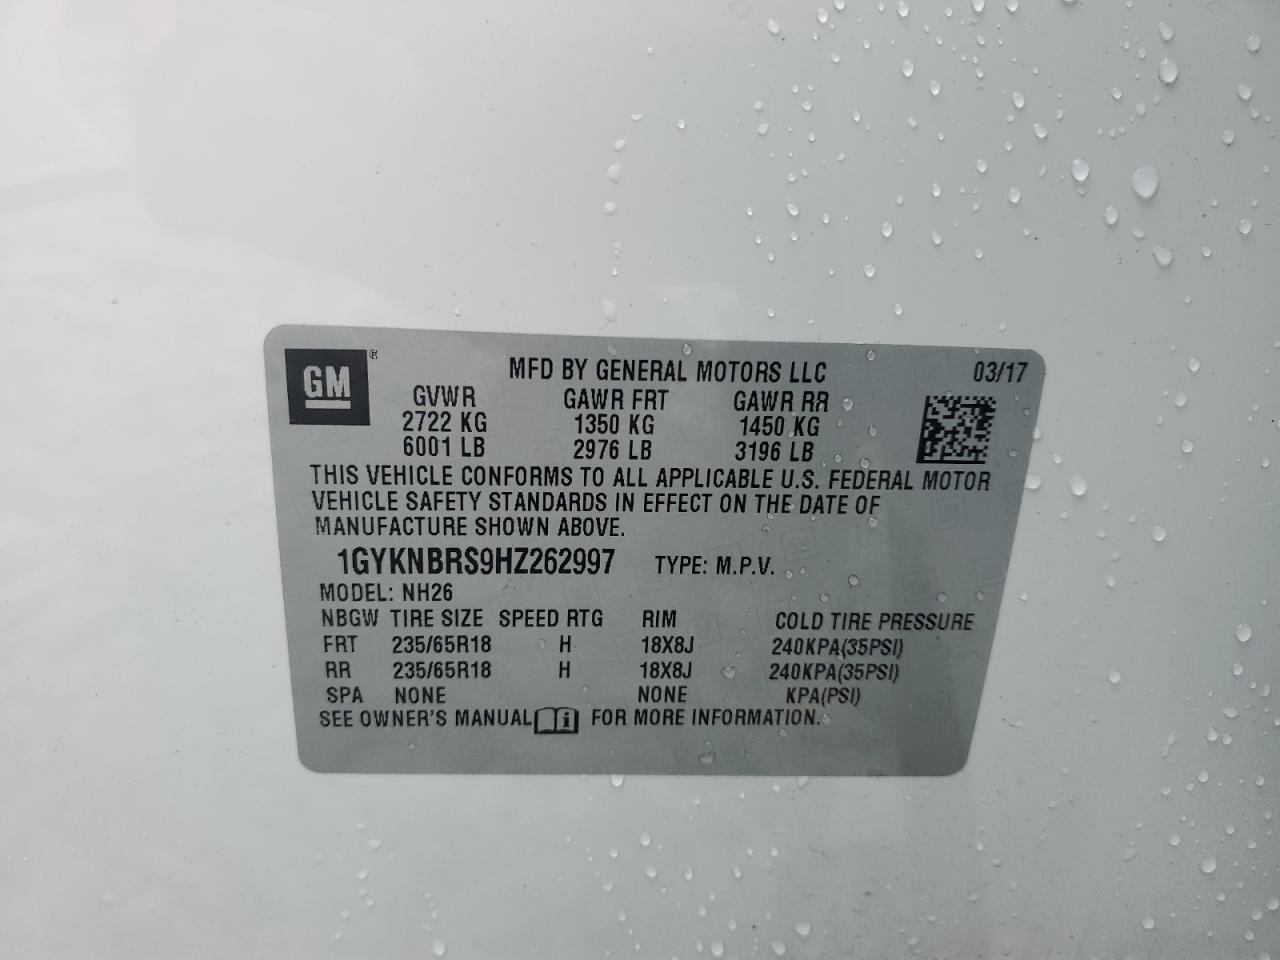 GM ®
MFD BY GENERAL MOTORS LLC 03/17
GVWR GAWR FRT GAWR RR
2722 KG 1350 KG 1450 KG
6001 LB 2976 LB 3196 LB
THIS VEHICLE CONFORMS TO ALL APPLICABLE U.S. FEDERAL MOTOR
VEHICLE SAFETY STANDARDS IN EFFECT ON THE DATE OF
MANUFACTURE SHOWN ABOVE.
1GYKNBRS9HZ262997 TYPE: M.P.V.
MODEL: NH26
NBGW TIRE SIZE SPEED RTG RIM COLD TIRE PRESSURE
FRT 235/65R18 H 18X8J 240KPA(35PSI)
RR 235/65R18 H 18X8J 240KPA(35PSI)
SPA NONE NONE KPA(PSI)
SEE OWNER'S MANUAL i FOR MORE INFORMATION.